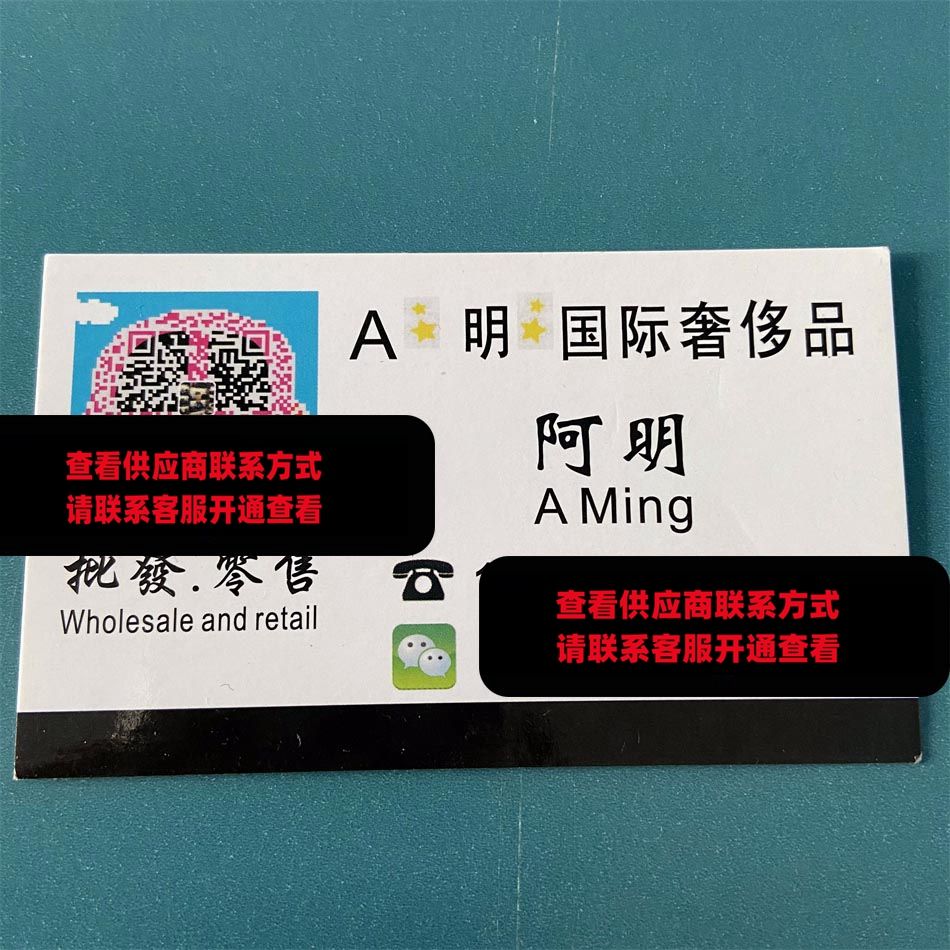 A明国际奢侈品
阿明
A Ming
查看供应商联系方式
请联系客服开通查看
批發.零售
Wholesale and retail
查看供应商联系方式
请联系客服开通查看